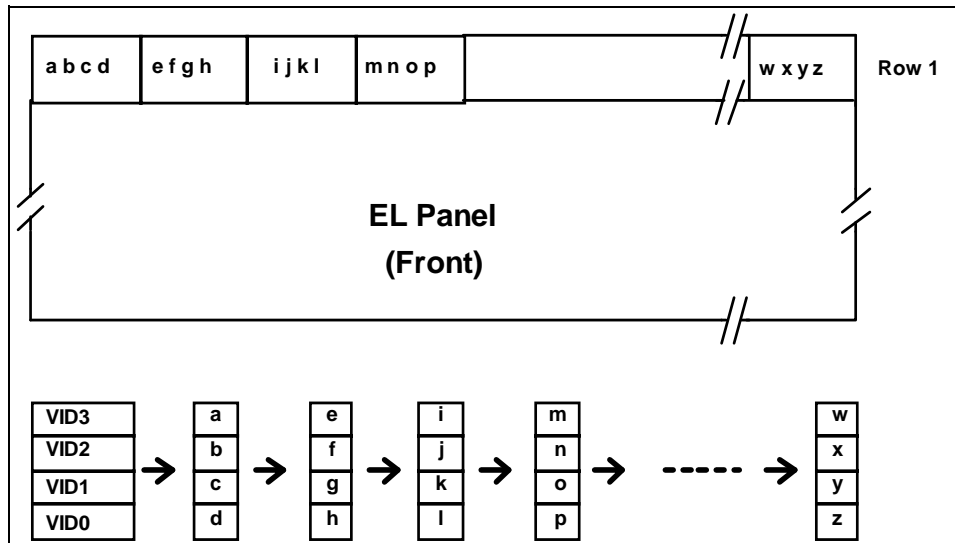 a b c d e f g h i j k l m n o p w x y z Row 1
EL Panel
(Front)
VID3 a e i m w
VID2 b f j n x
VID1 c g k o y
VID0 d h l p z